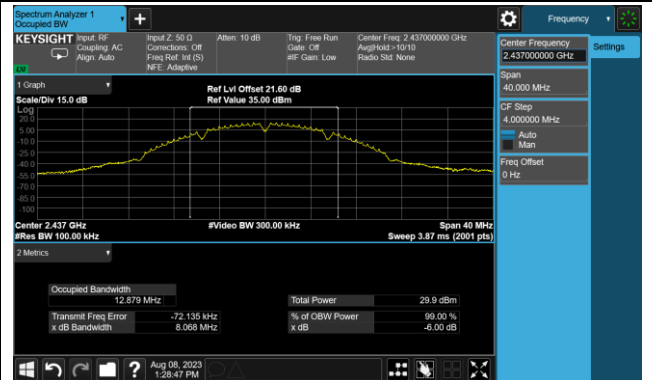 Spectrum Analyzer 1
Occupied BW
+
Frequency
KEYSIGHT
Input: RF
Coupling: AC
Align: Auto
Input Z: 50 Ω
Corrections: Off
Freq Ref: Int (S)
NFE: Adaptive
Atten: 10 dB
Trig: Free Run
Gate: Off
#IF Gain: Low
Center Freq: 2.437000000 GHz
Avg|Hold:>10/10
Radio Std: None
LXI
1 Graph
Scale/Div 15.0 dB
Ref Lvl Offset 21.60 dB
Ref Value 35.00 dBm
Log
20.0
5.00
-10.0
-25.0
-40.0
-55.0
-70.0
-85.0
-100
Center 2.437 GHz
#Res BW 100.00 kHz
#Video BW 300.00 kHz
Span 40 MHz
Sweep 3.87 ms (2001 pts)
2 Metrics
Occupied Bandwidth
12.879 MHz
Transmit Freq Error -72.135 kHz
x dB Bandwidth 8.068 MHz
Total Power 29.9 dBm
% of OBW Power 99.00 %
x dB -6.00 dB
Center Frequency
2.437000000 GHz
Settings
Span
40.000 MHz
CF Step
4.000000 MHz
Auto
Man
Freq Offset
0 Hz
?
Aug 08, 2023
1:28:47 PM